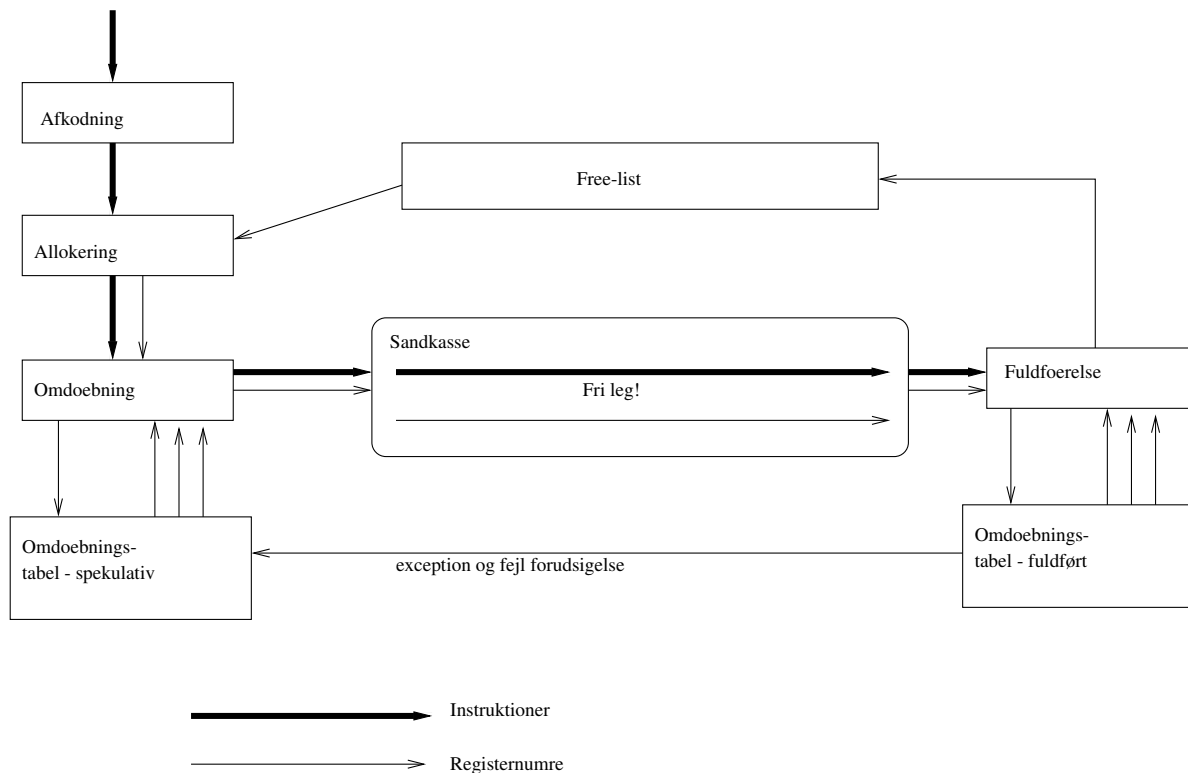 Afkodning
Free-list
Allokering
Sandkasse
Omdoebning
Fri leg!
Fuldfoerelse
Omdoebnings-
tabel - spekulativ
exception og fejl forudsigelse
Omdoebnings-
tabel - fuldført
Instruktioner
Registernumre